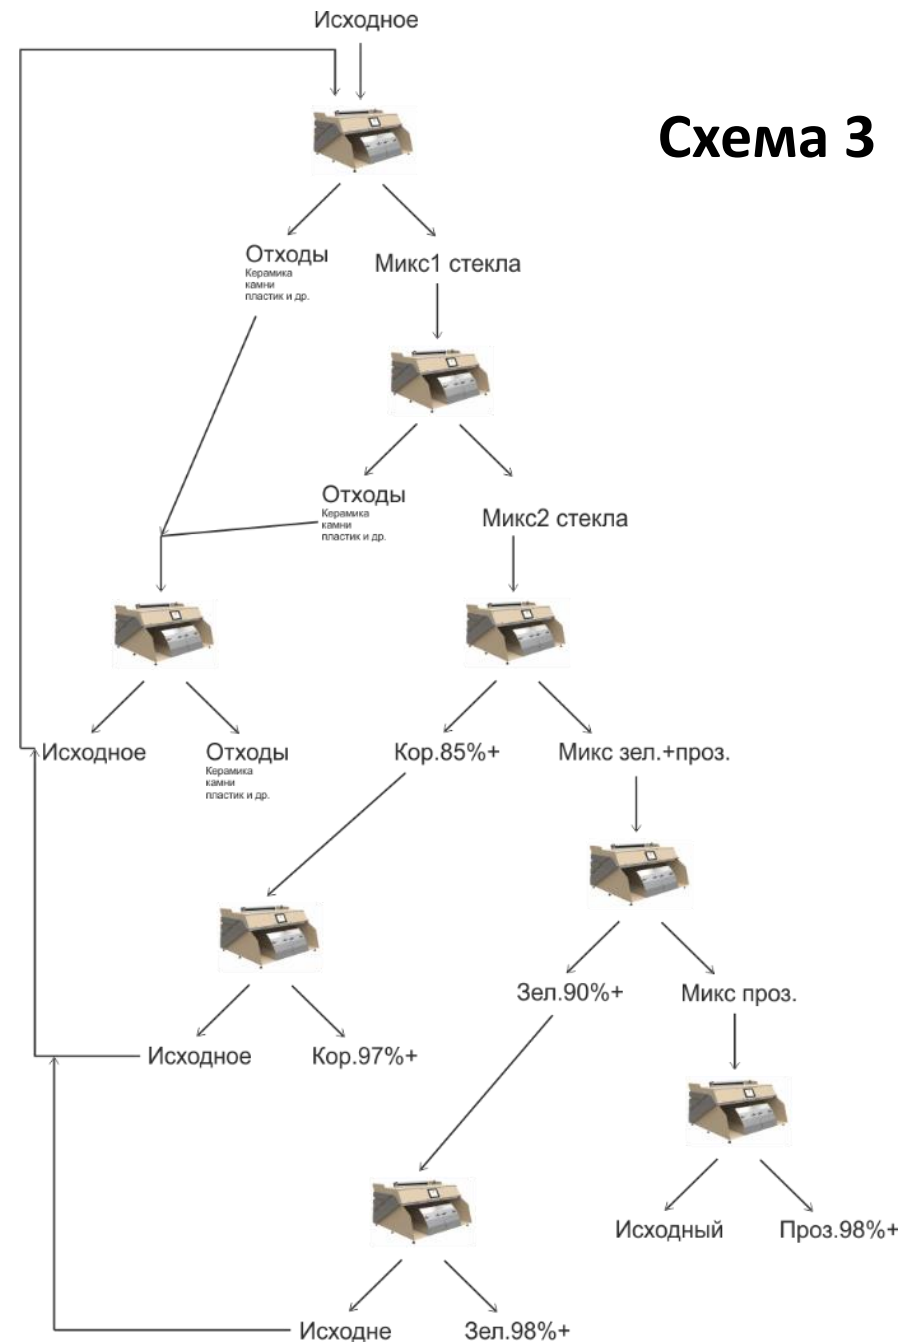 Исходное
Схема 3
Отходы
Керамика
камни
пластик и др.
Микс1 стекла
Отходы
Керамика
камни
пластик и др.
Микс2 стекла
Исходное
Отходы
Керамика
камни
пластик и др.
Кор.85%+
Микс зел.+проз.
Зел.90%+
Микс проз.
Исходное
Кор.97%+
Исходный
Проз.98%+
Исходне
Зел.98%+